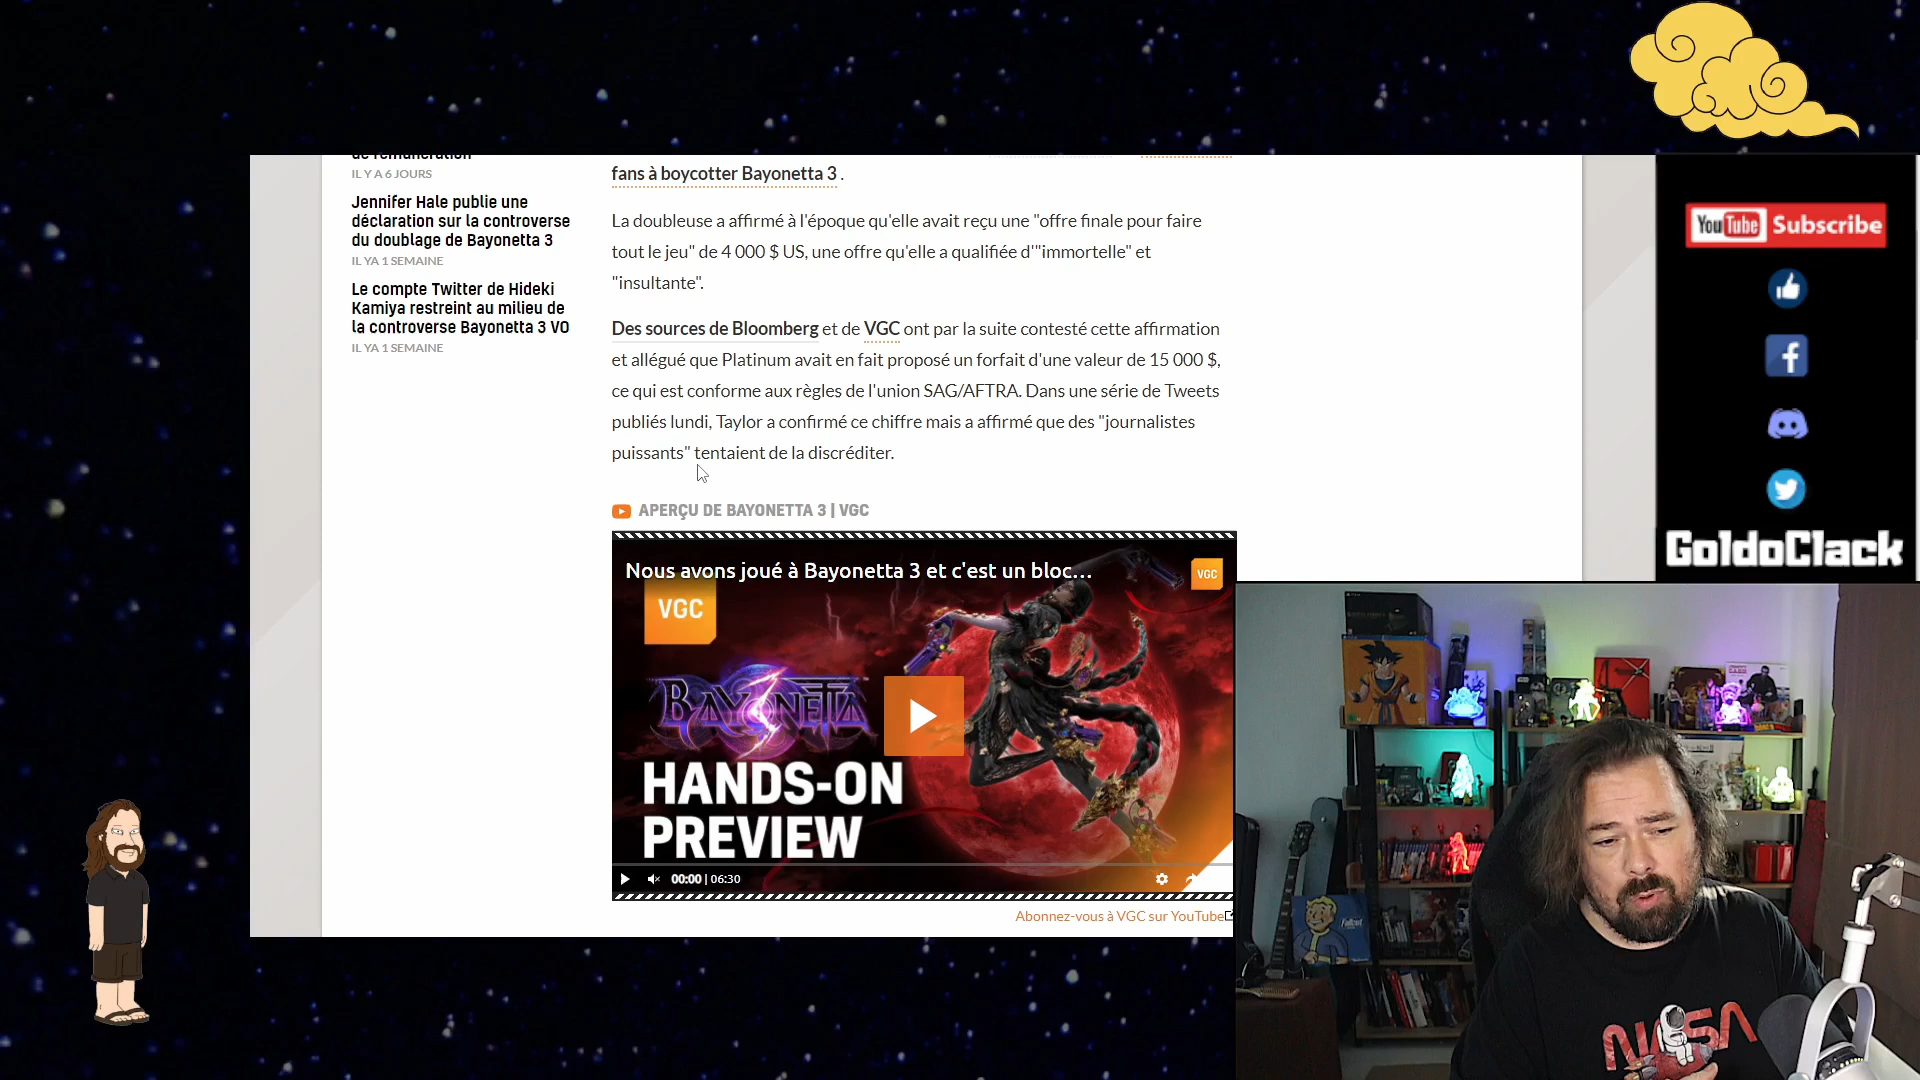 de rémunération
IL Y A 6 JOURS
Jennifer Hale publie une
déclaration sur la controverse
du doublage de Bayonetta 3
IL YA 1 SEMAINE
Le compte Twitter de Hideki
Kamiya restreint au milieu de
la controverse Bayonetta 3 VO
IL YA 1 SEMAINE
fans à boycotter Bayonetta 3 .
La doubleuse a affirmé à l'époque qu'elle avait reçu une "offre finale pour faire
tout le jeu" de 4 000 $ US, une offre qu'elle a qualifiée d'"immortelle" et
"insultante".
Des sources de Bloomberg et de VGC ont par la suite contesté cette affirmation
et allégué que Platinum avait en fait proposé un forfait d'une valeur de 15 000 $,
ce qui est conforme aux règles de l'union SAG/AFTRA. Dans une série de Tweets
publiés lundi, Taylor a confirmé ce chiffre mais a affirmé que des "journalistes
puissants" tentaient de la discréditer.
APERÇU DE BAYONETTA 3 | VGC
Nous avons joué à Bayonetta 3 et c'est un bloc...
VGC
VGC
BAYONETTA
HANDS-ON
PREVIEW
00:00 | 06:30
Abonnez-vous à VGC sur YouTube
YouTube Subscribe
GoldoClack
Fallout
NASA